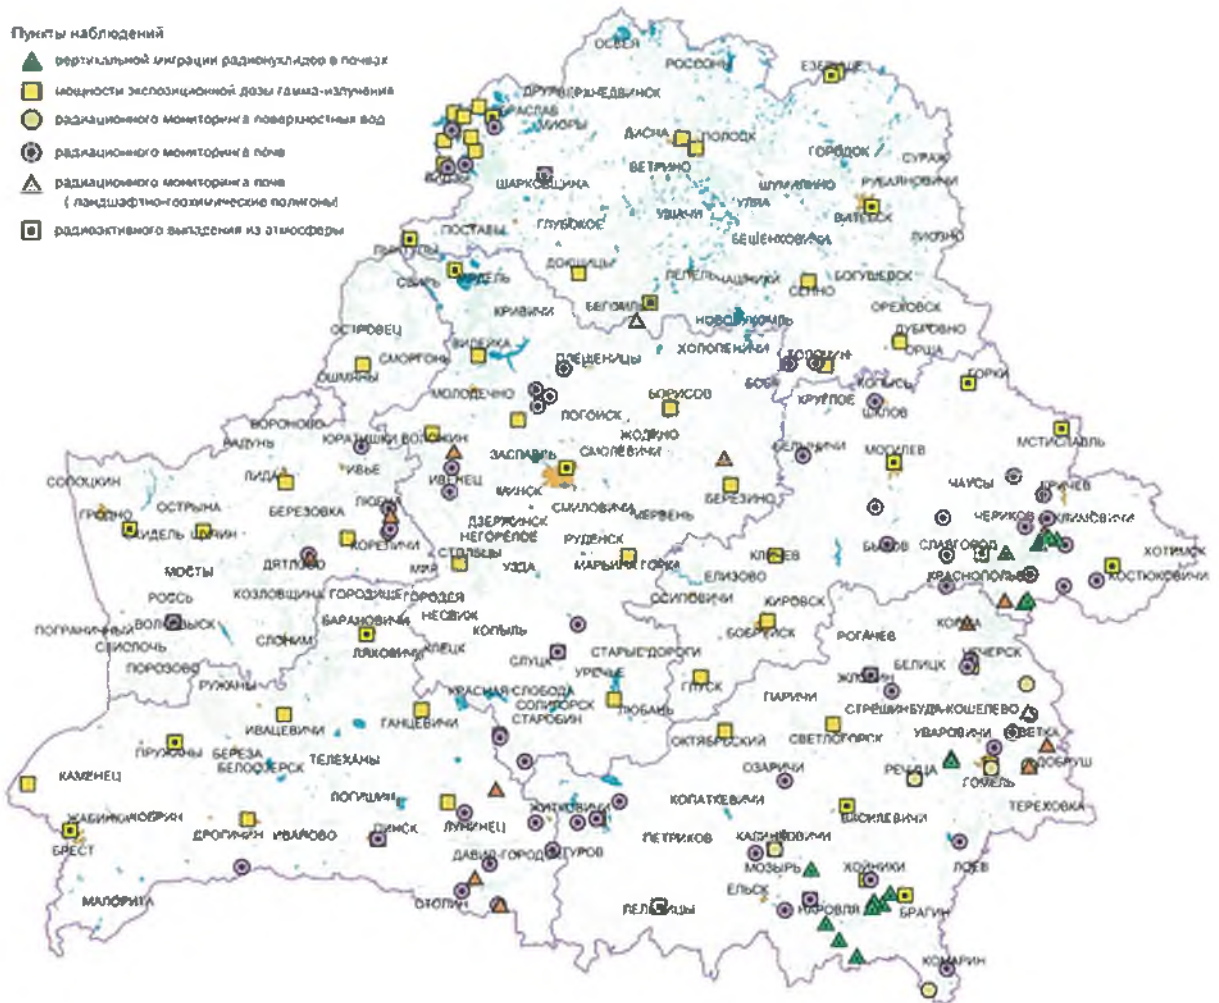 Пункты наблюдений
вертикальной миграции радионуклидов в почвах
мощности экспозиционной дозы гамма-излучения
радиационного мониторинга поверхностных вод
радиационного мониторинга почв
радиационного мониторинга почв
(ландшафтно-геохимические полигоны)
радиоактивного выпадения из атмосферы
ОСВЕЯ
РОССОНЫ
ЕЗЕРИЩЕ
ВЕРХНЕДВИНСК
БРАСЛАВ
МИОРЫ
ДИСНА
ПОЛОЦК
ГОРОДОК
СУРАЖ
ВЕТРИНО
ШАРКОВЩИНА
ШУМИЛИНО
УЛЛА
ВИТЕБСК
УШАЧИ
ГЛУБОКОЕ
ПОСТАВЫ
БЕШЕНКОВИЧИ
ЛИОЗНО
ДОКШИЦЫ
ЛЕПЕЛЬ
ЧАШНИКИ
БОГУШЕВСК
СЕННО
СВИРЬ
КРИВИЧИ
НОВОЛУКОМЛЬ
ОРЕХОВСК
ДУБРОВНО
ОРША
ОСТРОВЕЦ
СМОРГОНЬ
ВИЛЕЙКА
ПЛЕЩЕНИЦЫ
ХОЛОПЕНИЧИ
ТОЛОЧИН
ОШМЯНЫ
БОБР
КОПЫСЬ
ГОРКИ
МОЛОДЕЧНО
БОРИСОВ
КРУГЛОЕ
ШКЛОВ
ЛОГОЙСК
ВОРОНОВО
РАДУНЬ
ЮРАТИШКИ
ВОЛОЖИН
ЖОДИНО
СМОЛЕВИЧИ
ЗАСЛАВЛЬ
БЕЛЫНИЧИ
МОГИЛЕВ
МСТИСЛАВЛЬ
СОПОЦКИН
ЛИДА
ИВЬЕ
ИВЕНЕЦ
МИНСК
БЕРЕЗИНО
ЧАУСЫ
КРИЧЕВ
ГРОДНО
ОСТРЫНА
БЕРЕЗОВКА
СМИЛОВИЧИ
ЧЕРВЕНЬ
ЧЕРИКОВ
КЛИМОВИЧИ
СКИДЕЛЬ
ЩУЧИН
КОРЕЛИЧИ
ДЗЕРЖИНСК
НЕГОРЕЛОЕ
РУДЕНСК
БЫХОВ
СЛАВГОРОД
ХОТИМСК
МОСТЫ
ДЯТЛОВО
МИР
СТОЛБЦЫ
УЗДА
МАРЬИНА ГОРКА
КЛИЧЕВ
ЕЛИЗОВО
КРАСНОПОЛЬЕ
КОСТЮКОВИЧИ
РОССЬ
КОЗЛОВЩИНА
ГОРОДИЩЕ
ГОРОДЕЯ
НЕСВИЖ
ОСИПОВИЧИ
КИРОВСК
ПОГРАНИЧНЫЙ
ВОЛКОВЫСК
БАРАНОВИЧИ
КОПЫЛЬ
БОБРУЙСК
РОГАЧЕВ
СВИСЛОЧЬ
СЛОНИМ
ЛЯХОВИЧИ
КЛЕЦК
СЛУЦК
УРЕЧЬЕ
СТАРЫЕ ДОРОГИ
БЕЛИЦК
ЧЕЧЕРСК
ПОРОЗОВО
РУЖАНЫ
КРАСНАЯ СЛОБОДА
СОЛИГОРСК
СТАРОБИН
ЛЮБАНЬ
ГЛУСК
ПАРИЧИ
ЖЛОБИН
СТРЕШИН
БУДА-КОШЕЛЕВО
ИВАЦЕВИЧИ
ГАНЦЕВИЧИ
ОКТЯБРЬСКИЙ
СВЕТЛОГОРСК
УВАРОВИЧИ
ВЕТКА
ПРУЖАНЫ
БЕРЕЗА
БЕЛООЗЕРСК
ТЕЛЕХАНЫ
ОЗАРИЧИ
РЕЧИЦА
ГОМЕЛЬ
ДОБРУШ
КАМЕНЕЦ
ЛОГИШИН
ЖИТКОВИЧИ
КОПАТКЕВИЧИ
ТЕРЕХОВКА
ВАСИЛЕВИЧИ
ЖАБИНКА
КОБРИН
БРЕСТ
ДРОГИЧИН
ИВАНОВО
ПИНСК
ЛУНИНЕЦ
ПЕТРИКОВ
КАЛИНКОВИЧИ
ДАВИД-ГОРОДОК
ТУРОВ
МОЗЫРЬ
ХОЙНИКИ
ЛОЕВ
МАЛОРИТА
СТОЛИН
ЛЕЛЬЧИЦЫ
ЕЛЬСК
НАРОВЛЯ
БРАГИН
КОМАРИН